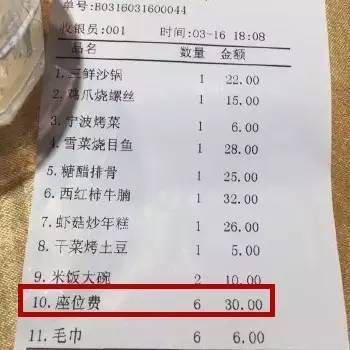 单号:B0316031600044
收银员:001 时间:03-16 18:08
品名 数量 金额
1.三鲜沙锅 1 22.00
2.鸡爪烧螺丝 1 15.00
3.宁波烤菜 1 6.00
4.雪菜烧目鱼 1 28.00
5.糖醋排骨 1 25.00
6.西红柿牛腩 1 32.00
7.虾菇炒年糕 1 26.00
8.干菜烤土豆 1 5.00
9.米饭大碗 2 10.00
10.座位费 6 30.00
11.毛巾 6 6.00